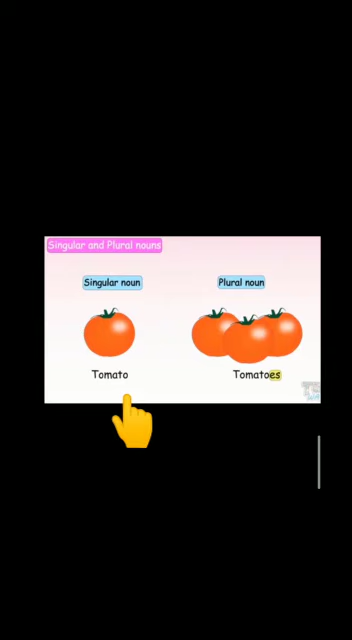 Singular and Plural nouns
Singular noun
Plural noun
Tomato
Tomatoes